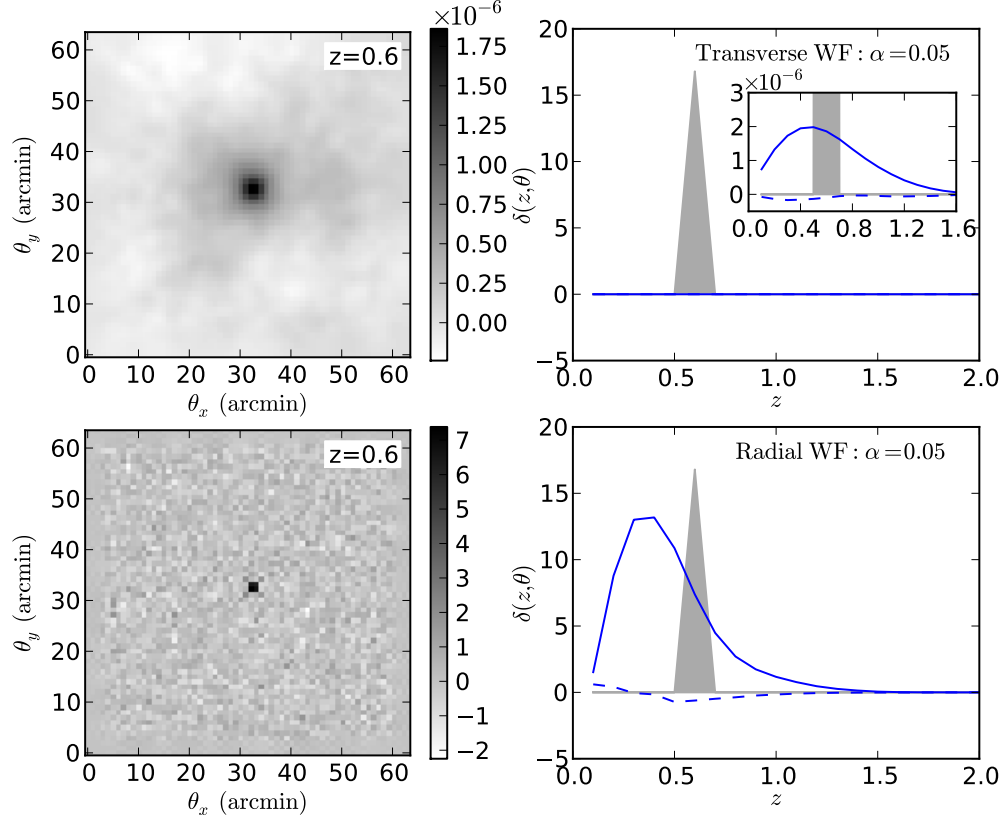 ×10⁻⁶
z=0.6
60
50
40
30
20
10
0
0 10 20 30 40 50 60
θ_y (arcmin)
θ_x (arcmin)
1.75
1.50
1.25
1.00
0.75
0.50
0.25
0.00
Transverse WF: α=0.05
20
15
10
5
0
−5
0.0 0.5 1.0 1.5 2.0
δ(z,θ)
z
×10⁻⁶
3
2
1
0
0.0 0.4 0.8 1.2 1.6
z=0.6
60
50
40
30
20
10
0
0 10 20 30 40 50 60
θ_y (arcmin)
θ_x (arcmin)
7
6
5
4
3
2
1
0
−1
−2
Radial WF: α=0.05
20
15
10
5
0
−5
0.0 0.5 1.0 1.5 2.0
δ(z,θ)
z